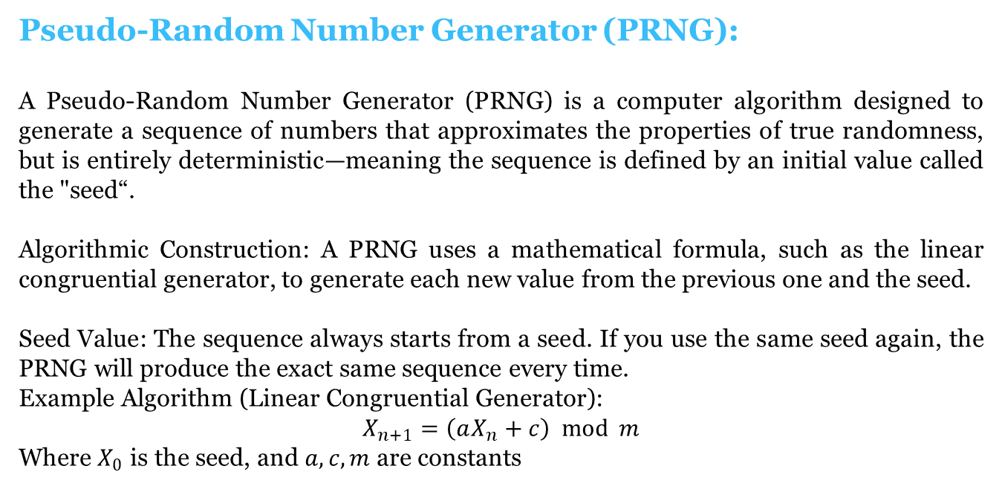 Pseudo-Random Number Generator (PRNG):
A Pseudo-Random Number Generator (PRNG) is a computer algorithm designed to
generate a sequence of numbers that approximates the properties of true randomness,
but is entirely deterministic—meaning the sequence is defined by an initial value called
the "seed“.
Algorithmic Construction: A PRNG uses a mathematical formula, such as the linear
congruential generator, to generate each new value from the previous one and the seed.
Seed Value: The sequence always starts from a seed. If you use the same seed again, the
PRNG will produce the exact same sequence every time.
Example Algorithm (Linear Congruential Generator):
Xₙ₊₁ = (aXₙ + c) mod m
Where X₀ is the seed, and a, c, m are constants